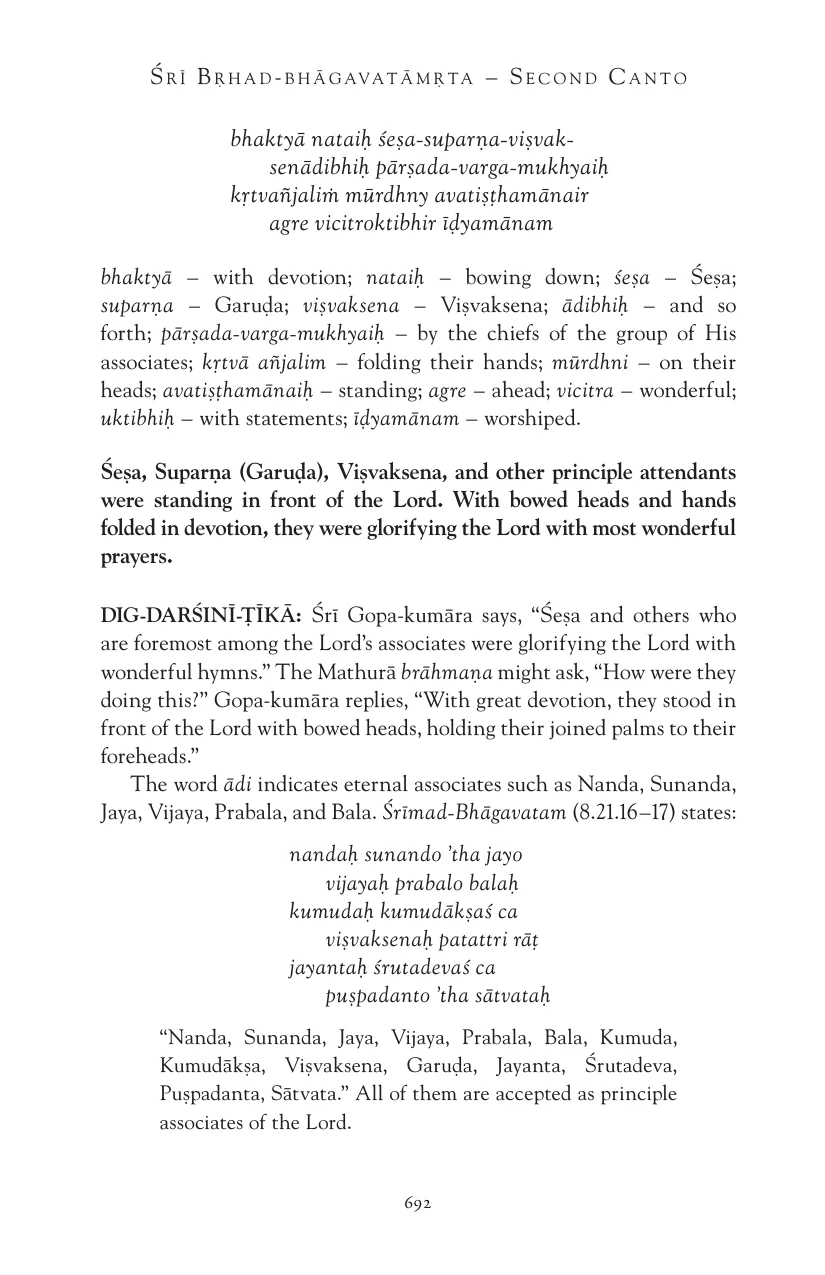 ŚRĪ BṚHAD-BHĀGAVATĀMṚTA – SECOND CANTO
bhaktyā nataiḥ śeṣa-suparṇa-viṣvak-
senādibhiḥ pārṣada-varga-mukhyaiḥ
kṛtvañjaliṁ mūrdhny avatiṣṭhamānair
agre vicitroktibhir īḍyamānam
bhaktyā – with devotion; nataiḥ – bowing down; śeṣa – Śeṣa;
suparṇa – Garuḍa; viṣvaksena – Viṣvaksena; ādibhiḥ – and so
forth; pārṣada-varga-mukhyaiḥ – by the chiefs of the group of His
associates; kṛtvā añjalim – folding their hands; mūrdhni – on their
heads; avatiṣṭhamānaiḥ – standing; agre – ahead; vicitra – wonderful;
uktibhiḥ – with statements; īḍyamānam – worshiped.
Śeṣa, Suparṇa (Garuḍa), Viṣvaksena, and other principle attendants
were standing in front of the Lord. With bowed heads and hands
folded in devotion, they were glorifying the Lord with most wonderful
prayers.
DIG-DARŚINĪ-ṬĪKĀ: Śrī Gopa-kumāra says, “Śeṣa and others who
are foremost among the Lord’s associates were glorifying the Lord with
wonderful hymns.” The Mathurā brāhmaṇa might ask, “How were they
doing this?” Gopa-kumāra replies, “With great devotion, they stood in
front of the Lord with bowed heads, holding their joined palms to their
foreheads.”
The word ādi indicates eternal associates such as Nanda, Sunanda,
Jaya, Vijaya, Prabala, and Bala. Śrīmad-Bhāgavatam (8.21.16–17) states:
nandaḥ sunando ’tha jayo
vijayaḥ prabalo balaḥ
kumudaḥ kumudākṣaś ca
viṣvaksenaḥ patattri rāṭ
jayantaḥ śrutadevaś ca
puṣpadanto ’tha sātvataḥ
“Nanda, Sunanda, Jaya, Vijaya, Prabala, Bala, Kumuda,
Kumudākṣa, Viṣvaksena, Garuḍa, Jayanta, Śrutadeva,
Puṣpadanta, Sātvata.” All of them are accepted as principle
associates of the Lord.
692